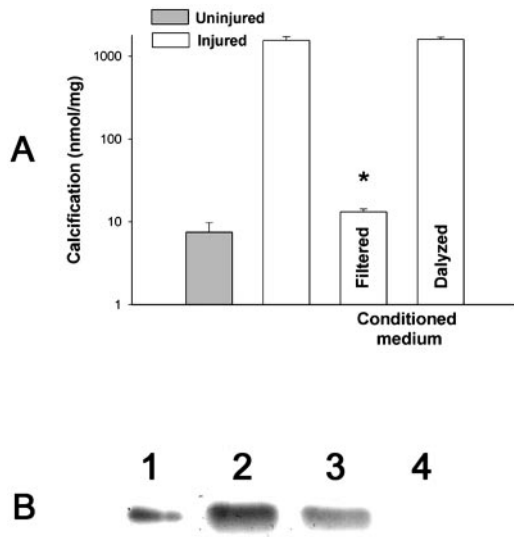 Uninjured
Injured
A
Calcification (nmol/mg)
1000
100
10
1
*
Filtered
Dalyzed
Conditioned
medium
B
1 2 3 4